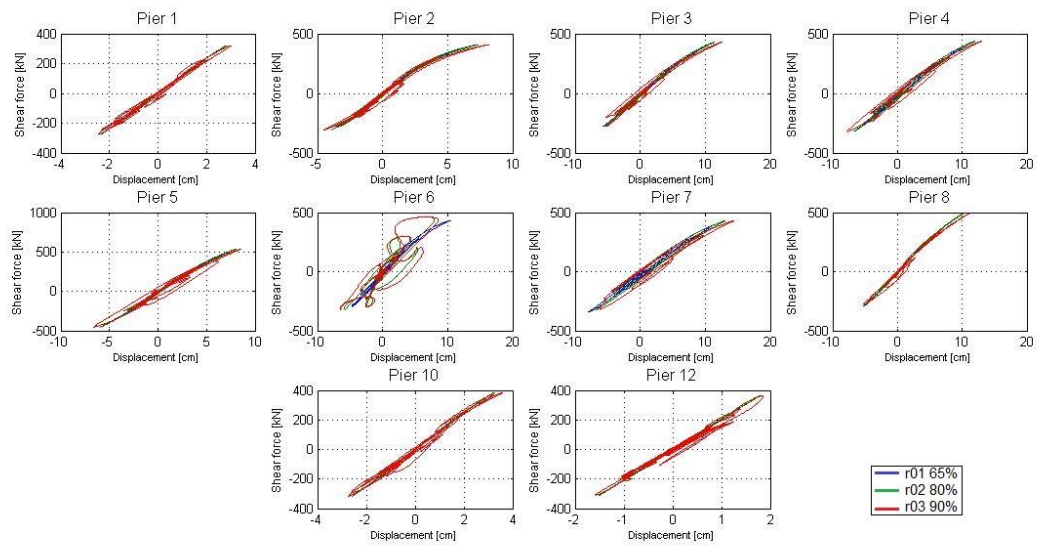 Pier 1
400
200
0
-200
-400
-4
-2
0
2
4
Shear force [kN]
Displacement [cm]
Pier 2
500
0
-500
-5
0
5
10
Shear force [kN]
Displacement [cm]
Pier 3
500
0
-500
-10
0
10
20
Shear force [kN]
Displacement [cm]
Pier 4
500
0
-500
-10
0
10
20
Shear force [kN]
Displacement [cm]
Pier 5
1000
500
0
-500
-10
-5
0
5
10
Shear force [kN]
Displacement [cm]
Pier 6
500
0
-500
-10
0
10
20
Shear force [kN]
Displacement [cm]
Pier 7
500
0
-500
-10
0
10
20
Shear force [kN]
Displacement [cm]
Pier 8
500
0
-500
-10
0
10
20
Shear force [kN]
Displacement [cm]
Pier 10
400
200
0
-200
-400
-4
-2
0
2
4
Shear force [kN]
Displacement [cm]
Pier 12
400
200
0
-200
-400
-2
-1
0
1
2
Shear force [kN]
Displacement [cm]
r01 65%
r02 80%
r03 90%